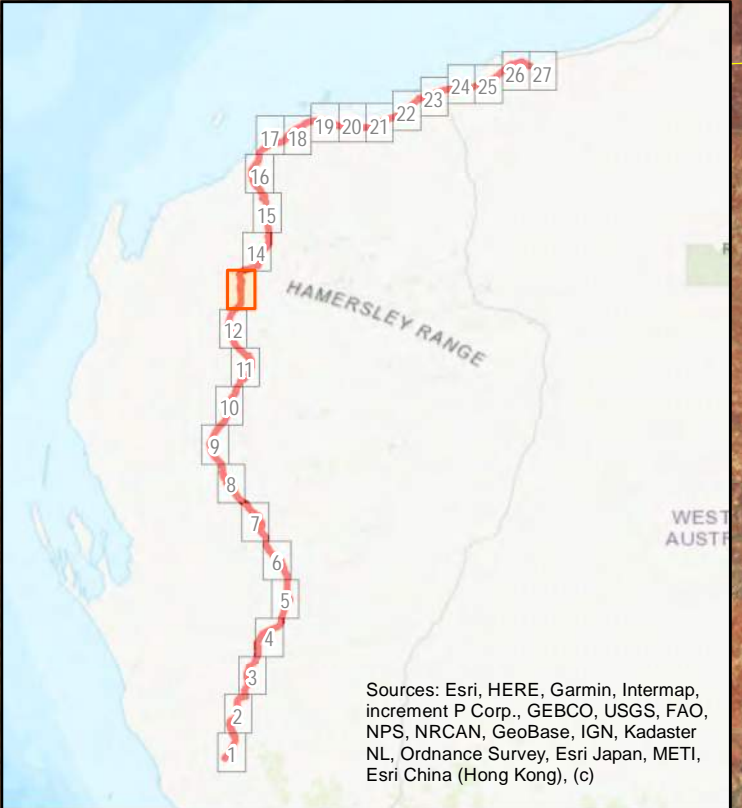 26 27
24 25
23
22
19 20 21
17 18
16
15
14
HAMERSLEY RANGE
12
11
10
9
8
WEST
AUST
7
6
5
4
3
2
1
Sources: Esri, HERE, Garmin, Intermap,
increment P Corp., GEBCO, USGS, FAO,
NPS, NRCAN, GeoBase, IGN, Kadaster
NL, Ordnance Survey, Esri Japan, METI,
Esri China (Hong Kong), (c)